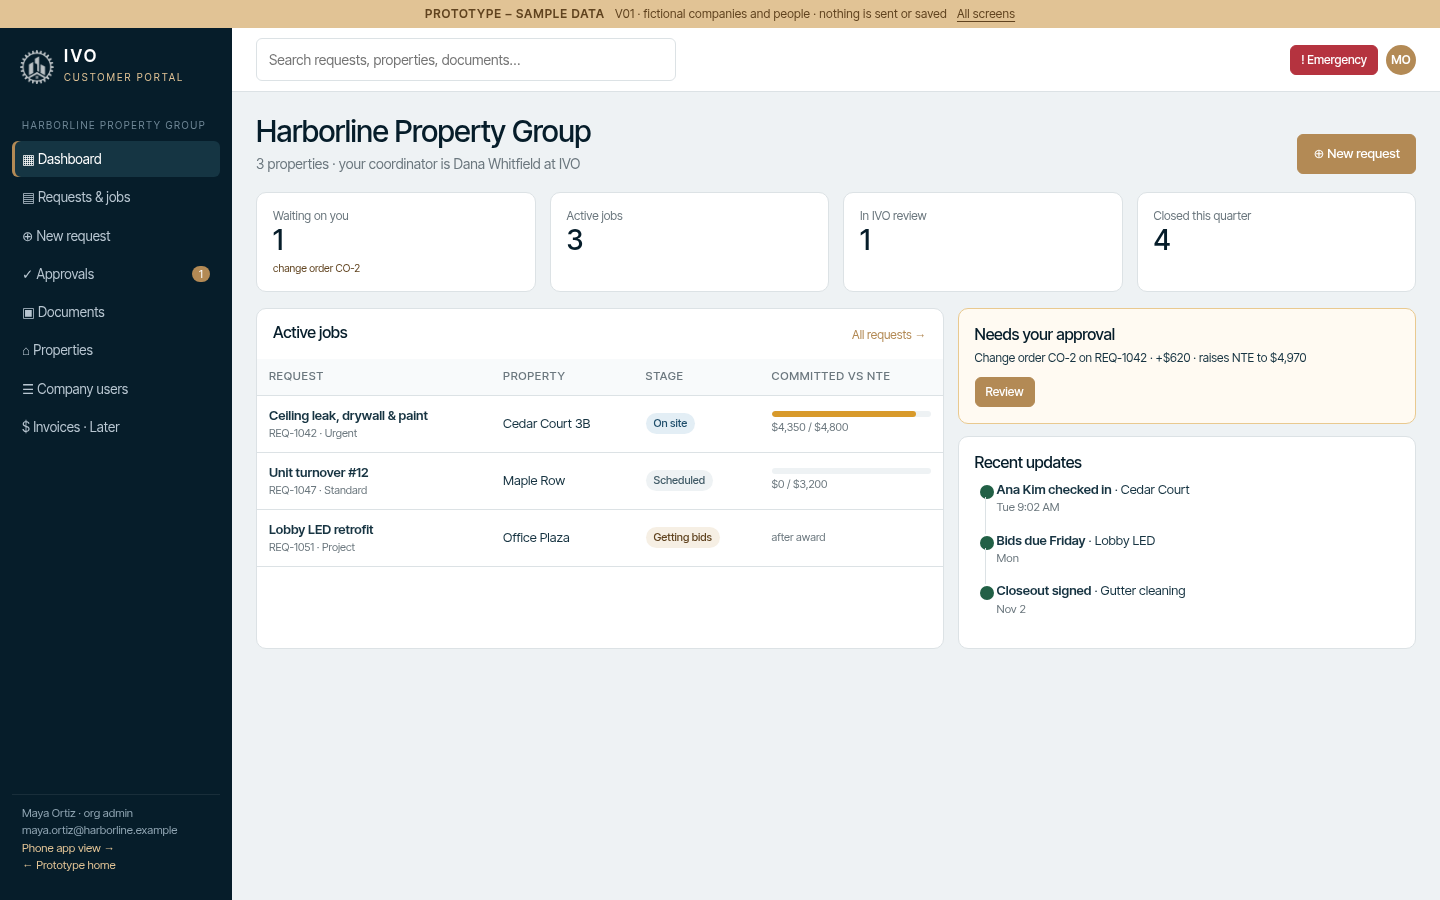 PROTOTYPE – SAMPLE DATA V01 · fictional companies and people · nothing is sent or saved All screens
IVO
CUSTOMER PORTAL
HARBORLINE PROPERTY GROUP
Dashboard
Requests & jobs
New request
✓ Approvals 1
Documents
Properties
Company users
$ Invoices · Later
Maya Ortiz · org admin
maya.ortiz@harborline.example
Phone app view →
← Prototype home
Search requests, properties, documents...
! Emergency
MO
Harborline Property Group
3 properties · your coordinator is Dana Whitfield at IVO
⊕ New request
Waiting on you
1
change order CO-2
Active jobs
3
In IVO review
1
Closed this quarter
4
Active jobs
All requests →
REQUEST PROPERTY STAGE COMMITTED VS NTE
Ceiling leak, drywall & paint
REQ-1042 · Urgent
Cedar Court 3B
On site
$4,350 / $4,800
Unit turnover #12
REQ-1047 · Standard
Maple Row
Scheduled
$0 / $3,200
Lobby LED retrofit
REQ-1051 · Project
Office Plaza
Getting bids
after award
Needs your approval
Change order CO-2 on REQ-1042 · +$620 · raises NTE to $4,970
Review
Recent updates
Ana Kim checked in · Cedar Court
Tue 9:02 AM
Bids due Friday · Lobby LED
Mon
Closeout signed · Gutter cleaning
Nov 2